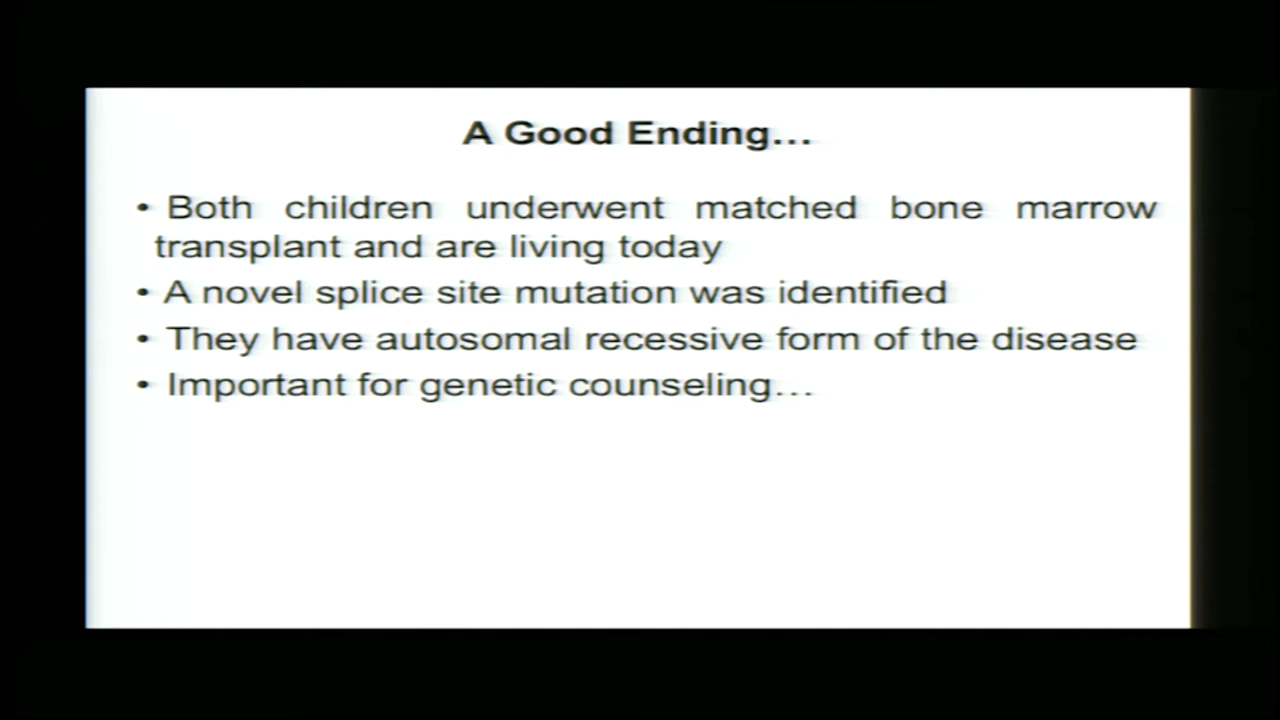 A Good Ending...
• Both children underwent matched bone marrow
transplant and are living today
• A novel splice site mutation was identified
• They have autosomal recessive form of the disease
• Important for genetic counseling...